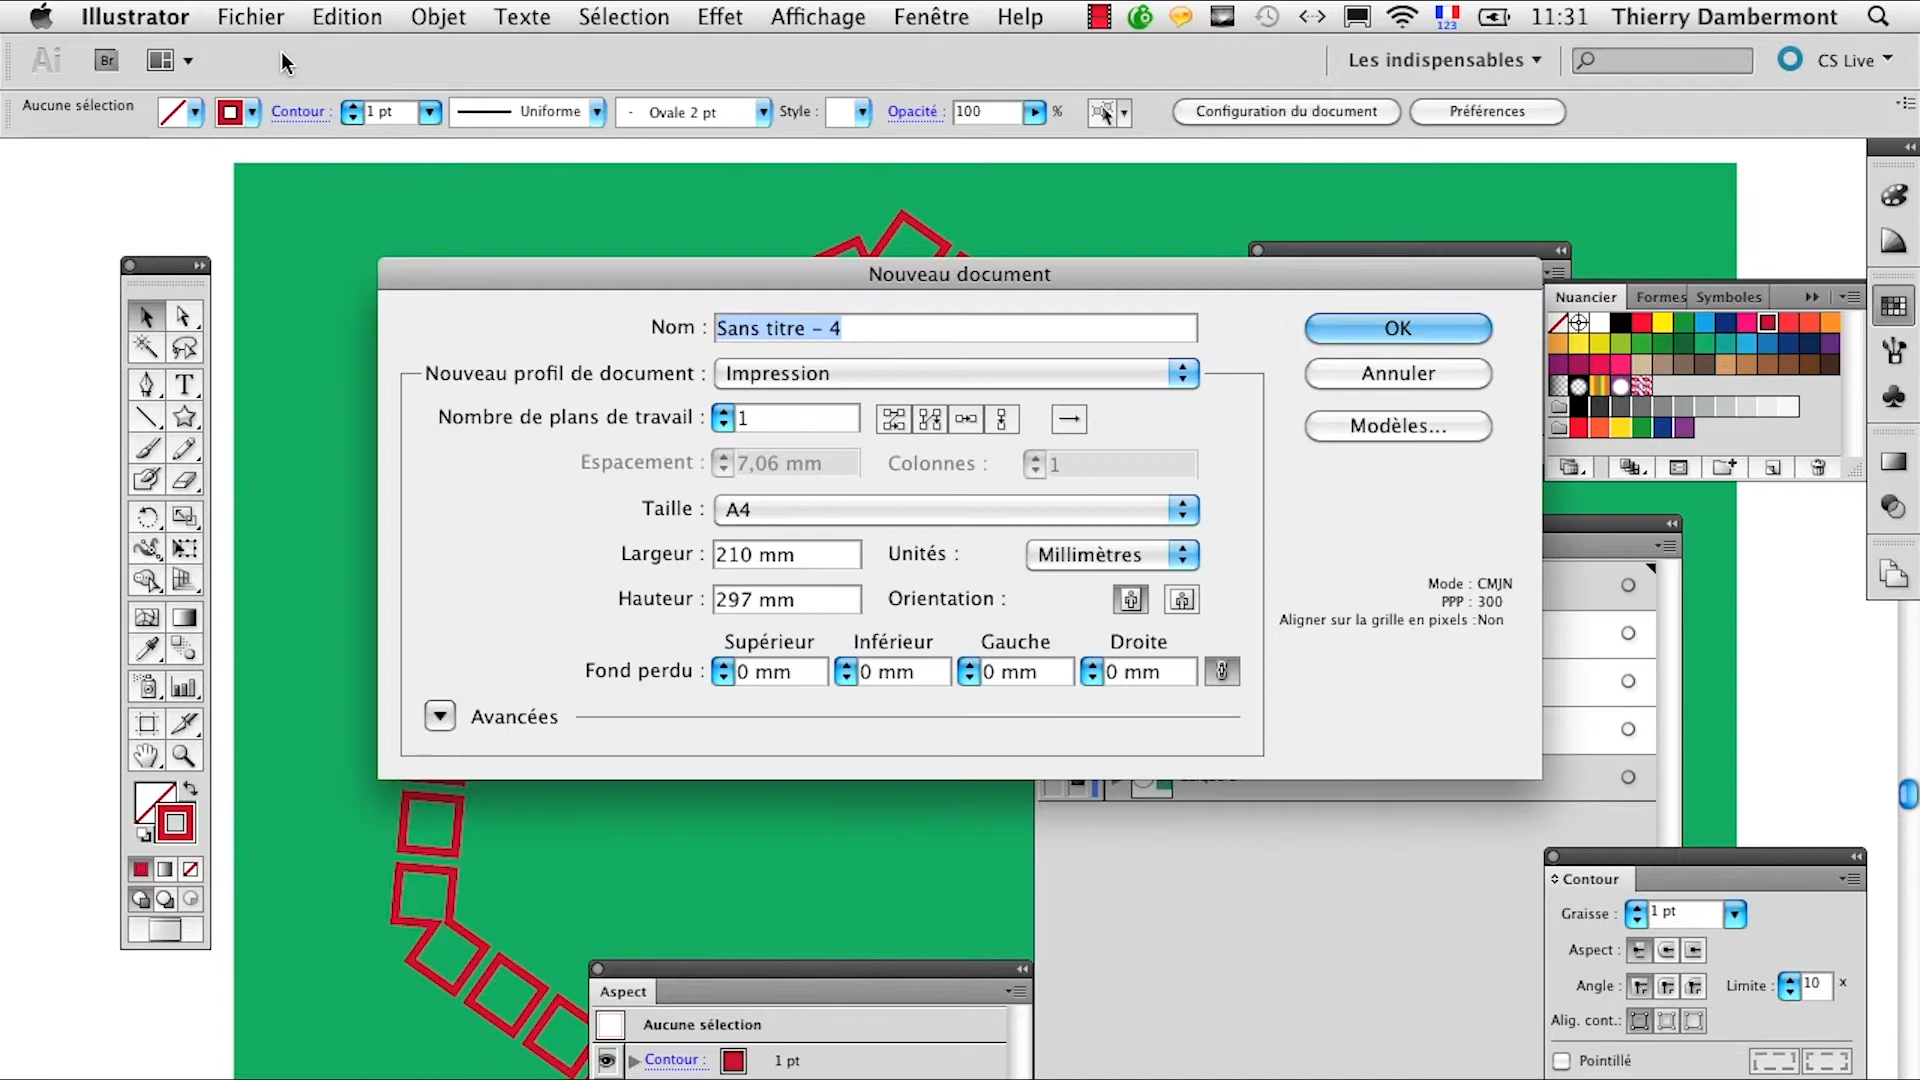 Illustrator Fichier Edition Objet Texte Sélection Effet Affichage Fenêtre Help 123 11:31 Thierry Dambermont
Ai Br Les indispensables CS Live
Aucune sélection Contour : 1 pt Uniforme Ovale 2 pt Style : Opacité : 100 % Configuration du document Préférences
Nouveau document
Nom : Sans titre – 4 OK
Nouveau profil de document : Impression Annuler
Nombre de plans de travail : 1 Modèles...
Espacement : 7,06 mm Colonnes : 1
Taille : A4
Largeur : 210 mm Unités : Millimètres
Hauteur : 297 mm Orientation :
Supérieur Inférieur Gauche Droite
Fond perdu : 0 mm 0 mm 0 mm 0 mm
Avancées
Mode : CMJN
PPP : 300
Aligner sur la grille en pixels :Non
Nuancier Formes Symboles
Contour
Graisse : 1 pt
Aspect :
Angle : Limite : 10 x
Alig. cont.:
Pointillé
Aspect
Aucune sélection
Contour : 1 pt